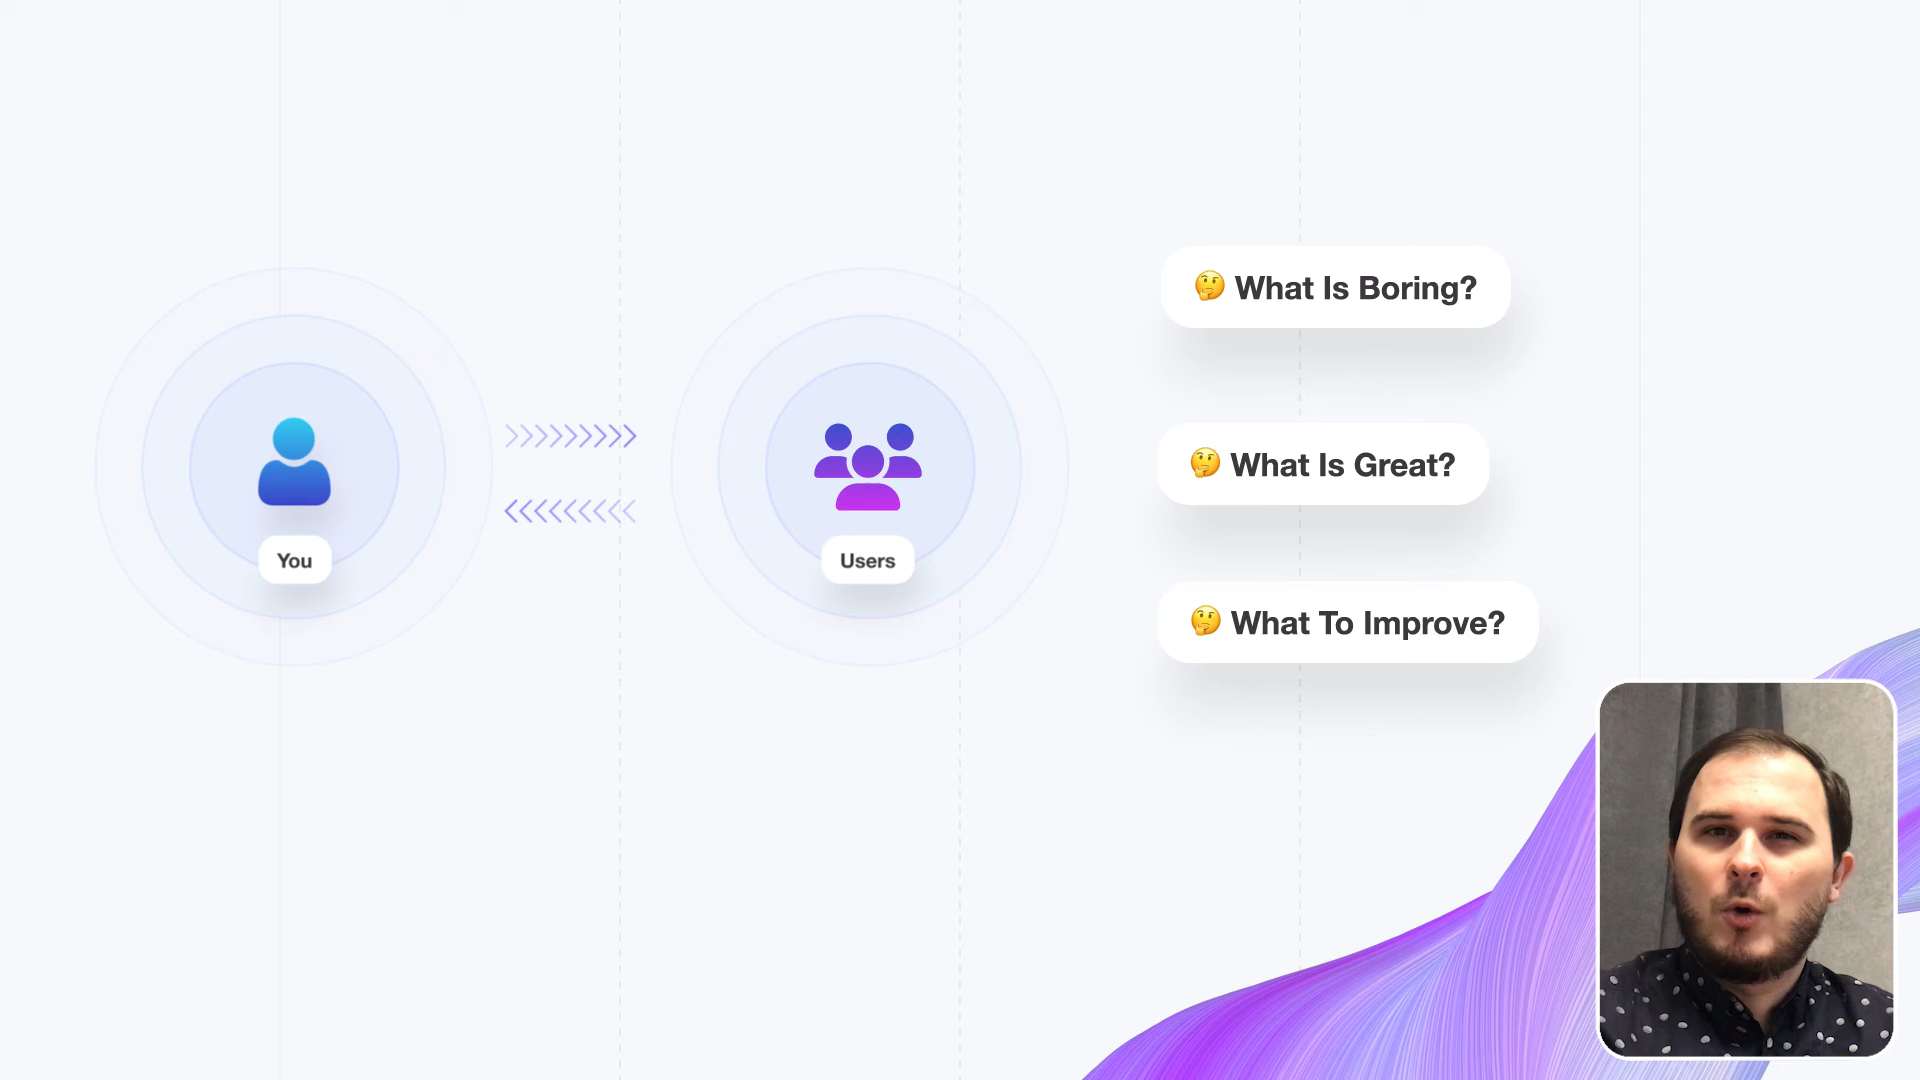 You
Users
🤔 What Is Boring?
🤔 What Is Great?
🤔 What To Improve?